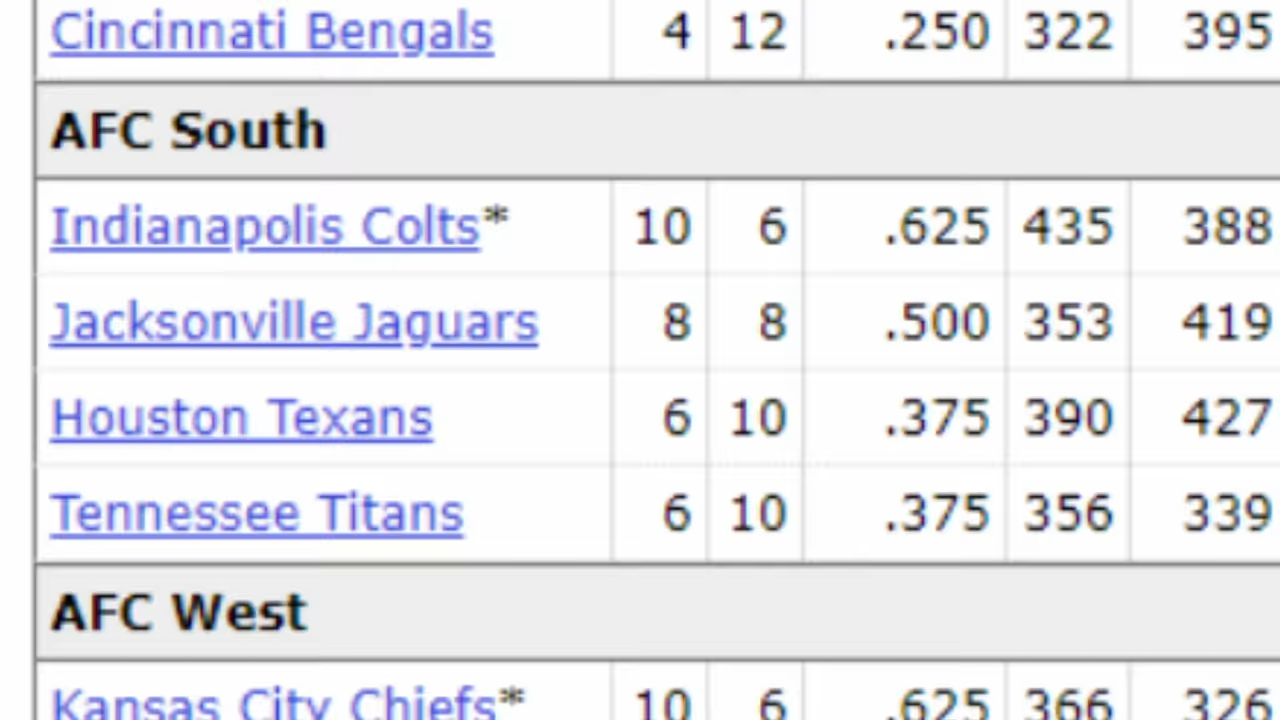 Cincinnati Bengals 4 12 .250 322 395
AFC South
Indianapolis Colts* 10 6 .625 435 388
Jacksonville Jaguars 8 8 .500 353 419
Houston Texans 6 10 .375 390 427
Tennessee Titans 6 10 .375 356 339
AFC West
Kansas City Chiefs* 10 6 .625 366 326